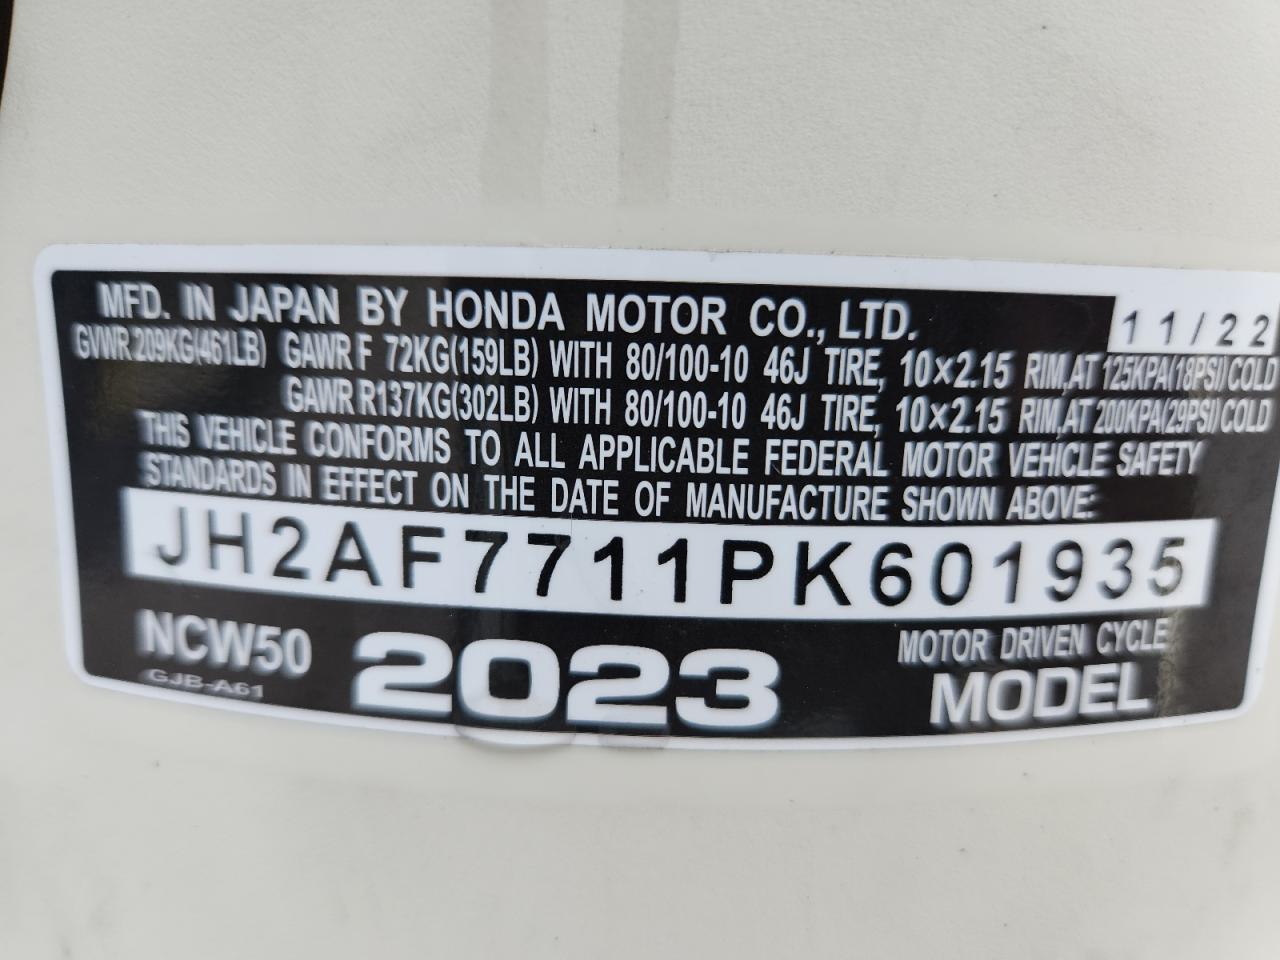 MFD. IN JAPAN BY HONDA MOTOR CO., LTD. 11/22
GVWR 209KG(461LB) GAWR F 72KG(159LB) WITH 80/100-10 46J TIRE, 10×2.15 RIM,AT 125KPA(18PSI)COLD
GAWR R137KG(302LB) WITH 80/100-10 46J TIRE, 10×2.15 RIM,AT 200KPA(29PSI)COLD
THIS VEHICLE CONFORMS TO ALL APPLICABLE FEDERAL MOTOR VEHICLE SAFETY
STANDARDS IN EFFECT ON THE DATE OF MANUFACTURE SHOWN ABOVE:
JH2AF7711PK601935
NCW50 2023 MOTOR DRIVEN CYCLE
GJB-A61 MODEL